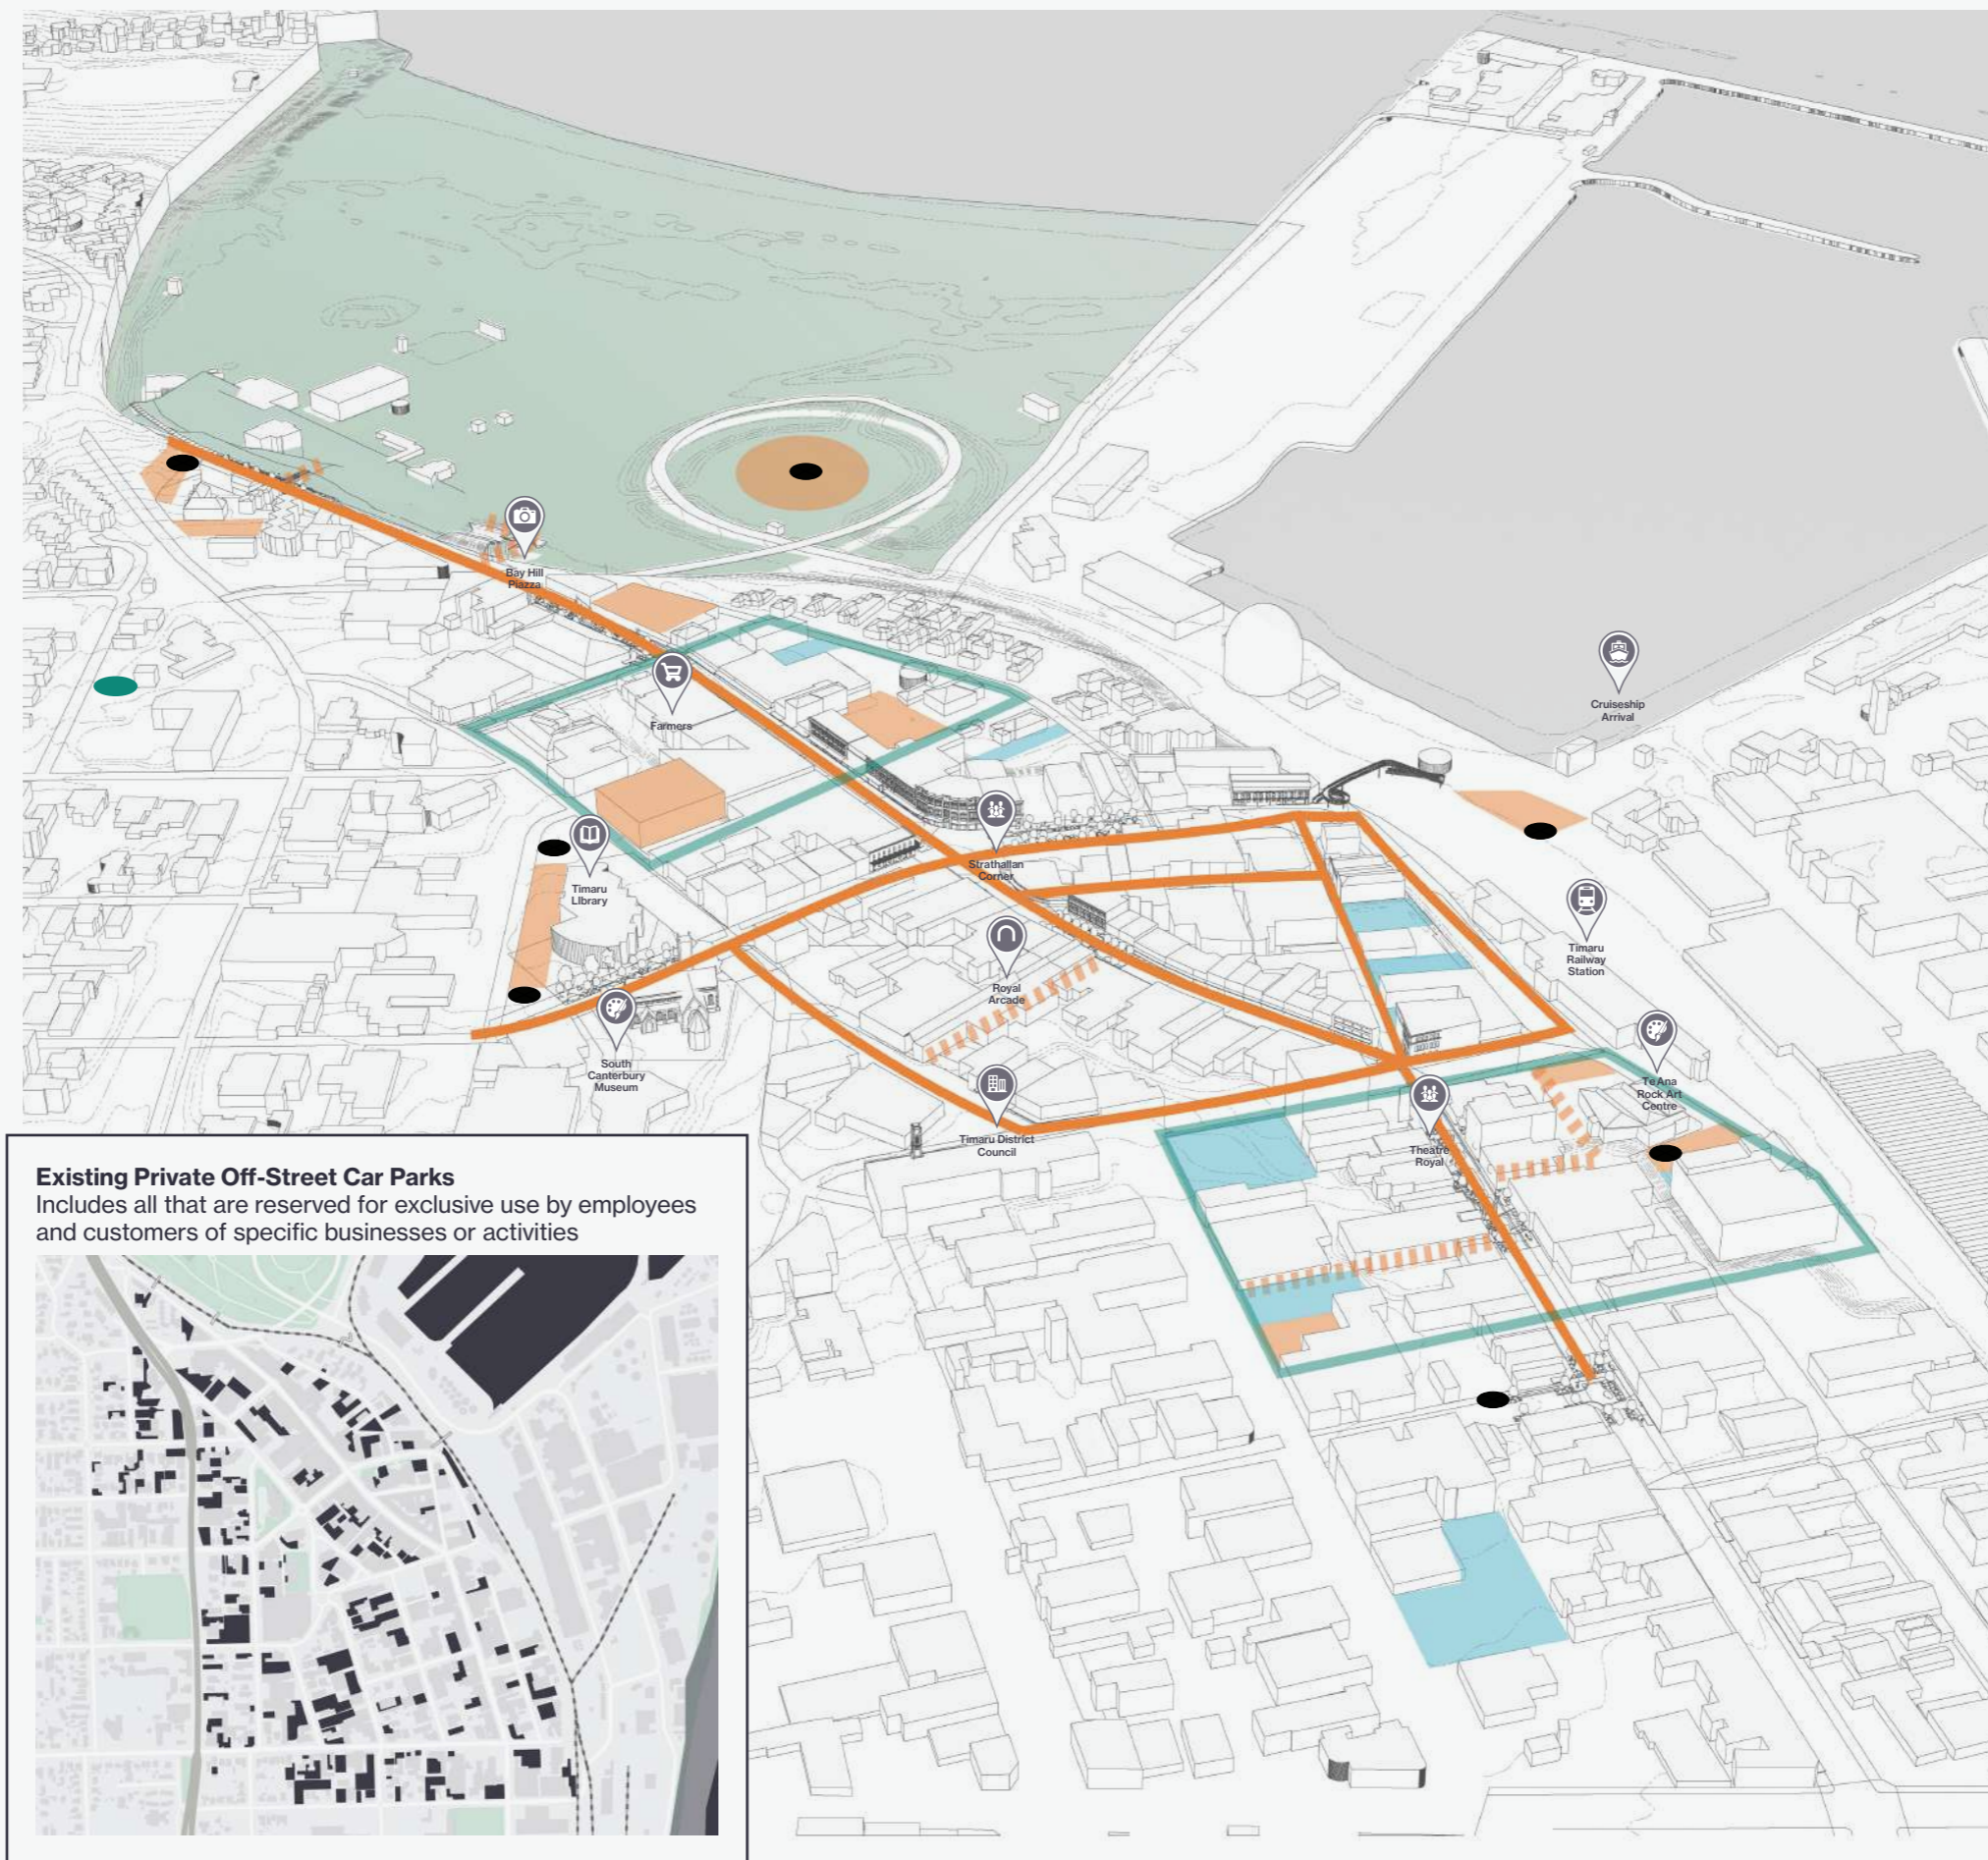 Bay Hill
Piazza
Farmers
Cruiseship
Arrival
Strathallan
Corner
Timaru
LIbrary
Royal
Arcade
Timaru
Railway
Station
South
Canterbury
Museum
Te Ana
Rock Art
Centre
Timaru District
Council
Theatre
Royal
Existing Private Off-Street Car Parks
Includes all that are reserved for exclusive use by employees
and customers of specific businesses or activities